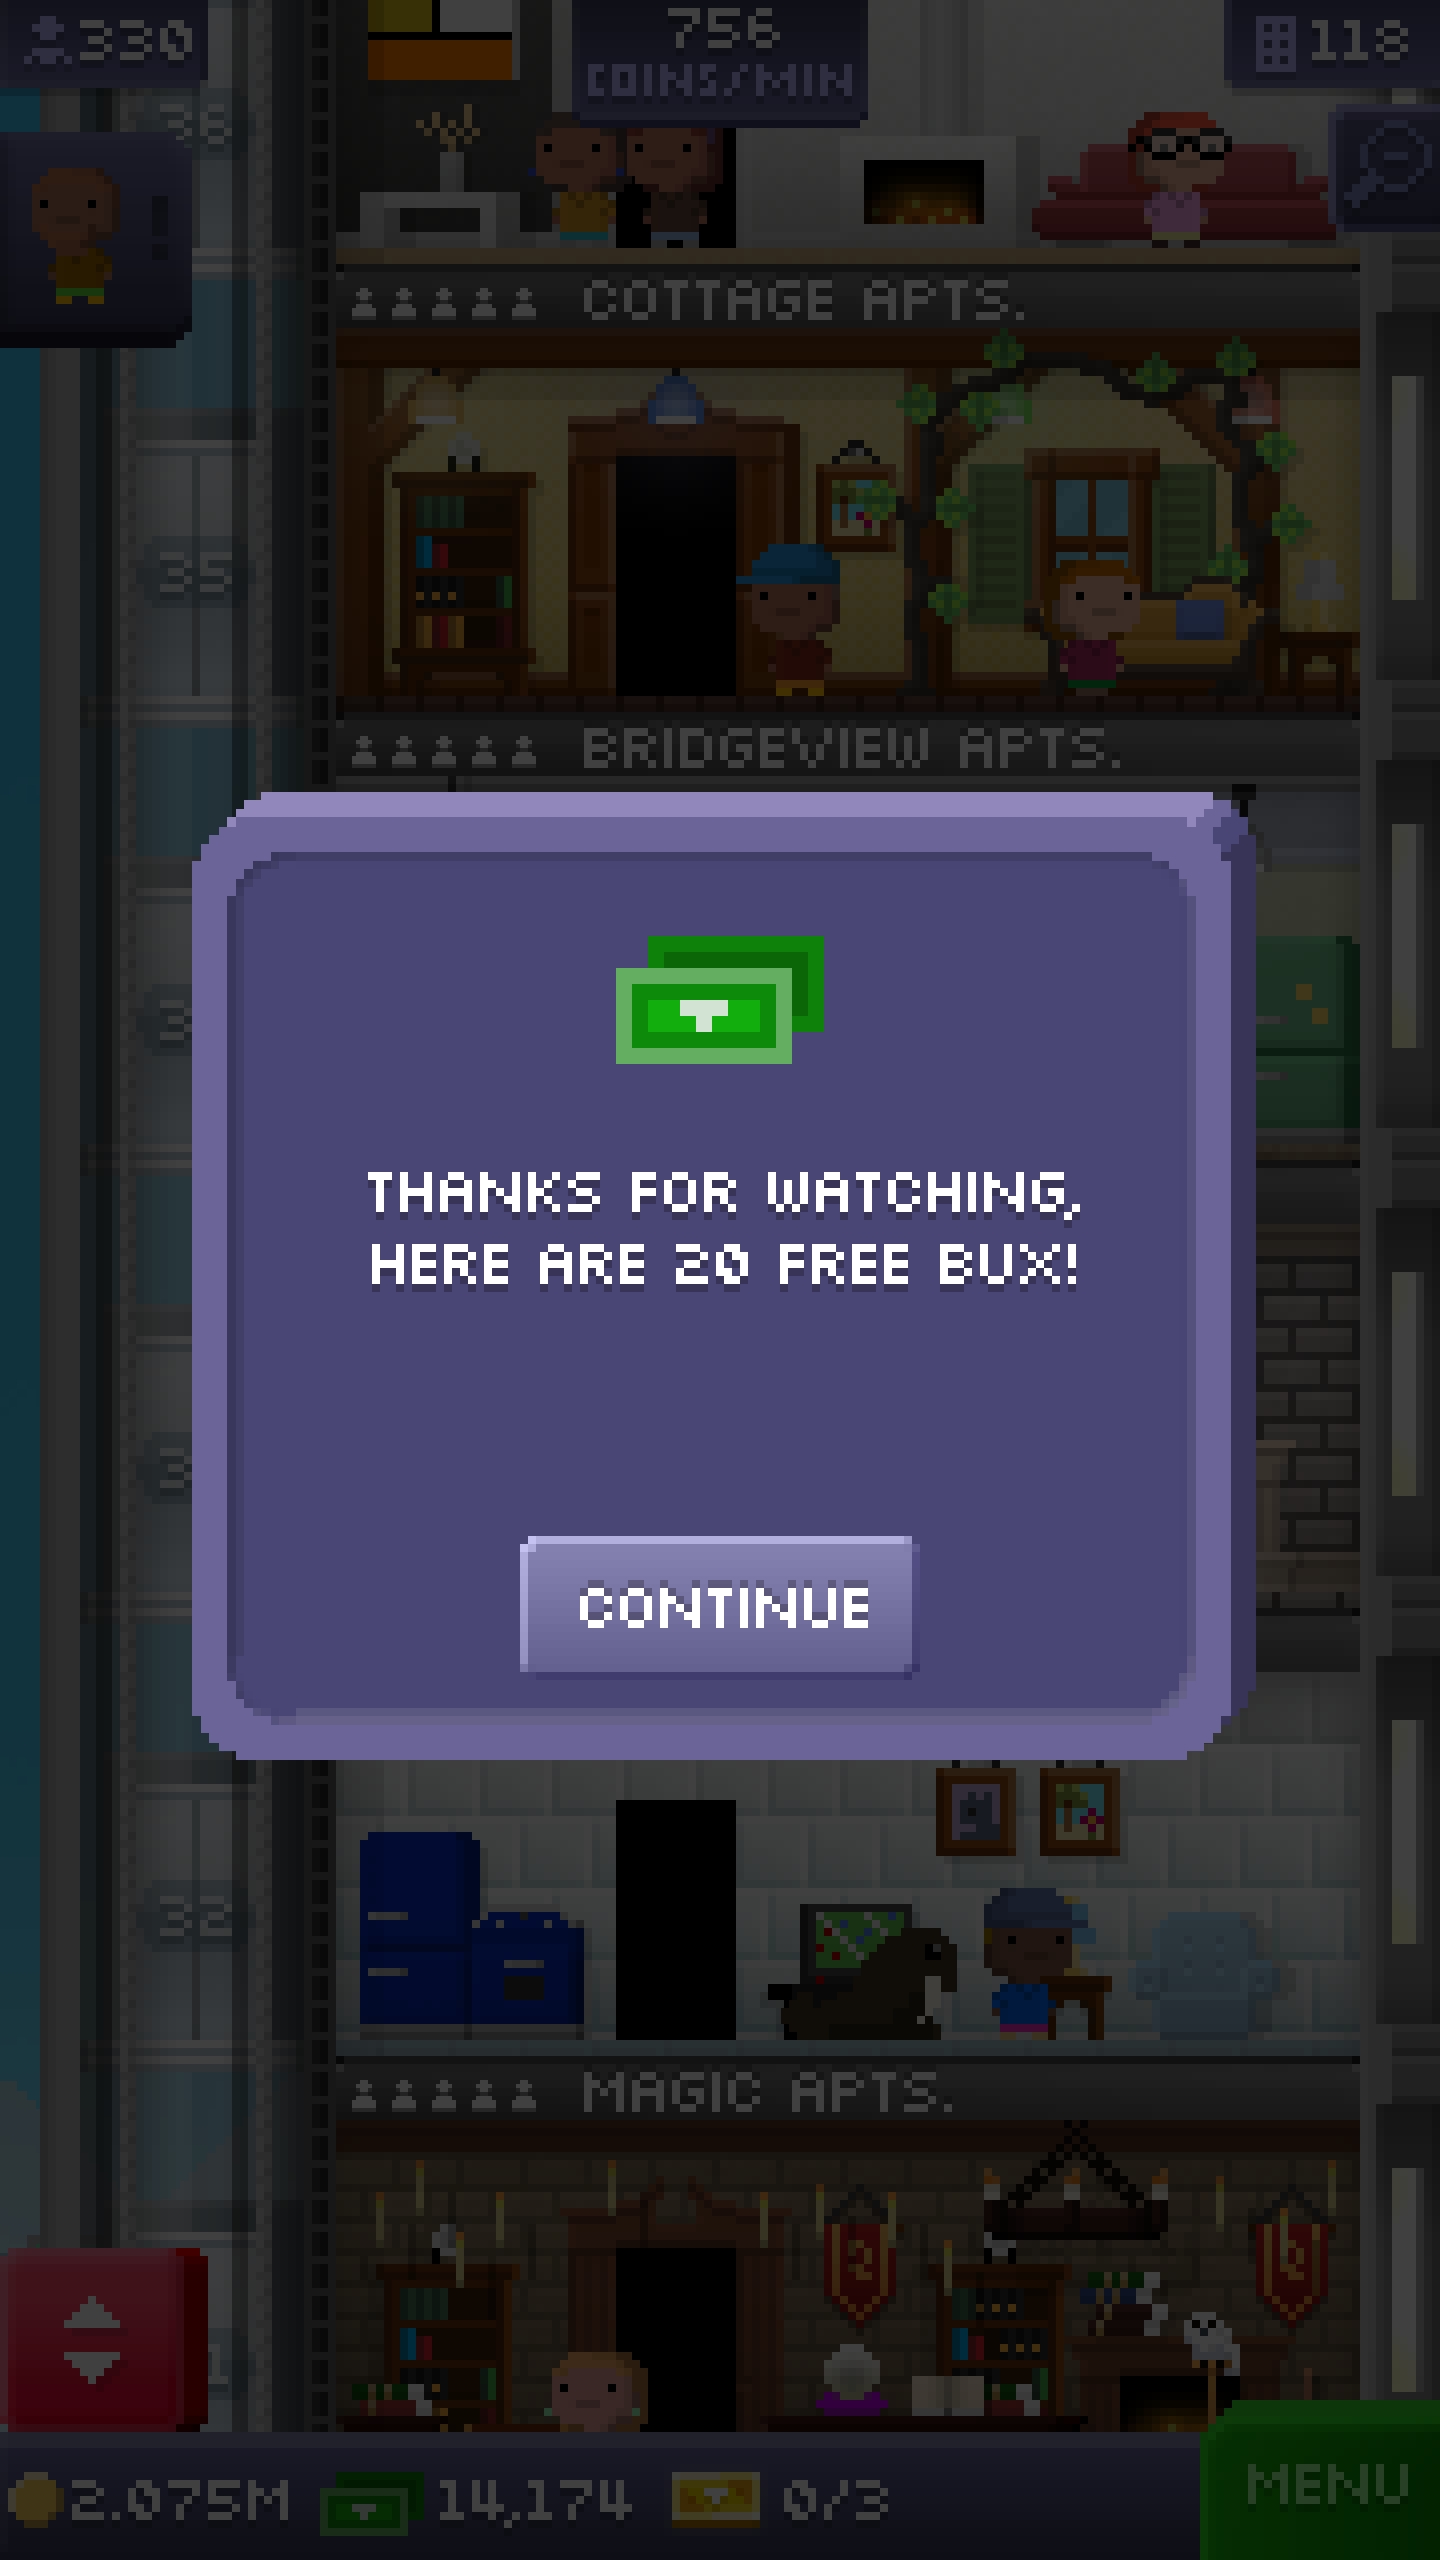 330
756
COINS/MIN
118
36
COTTAGE APTS.
35
BRIDGEVIEW APTS.
THANKS FOR WATCHING,
HERE ARE 20 FREE BUX!
CONTINUE
32
MAGIC APTS.
2.075M
14,174
0/3
MENU